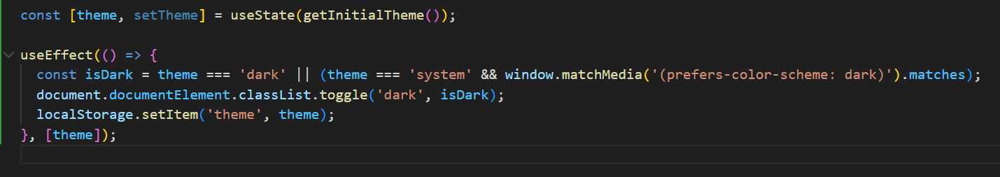 const [theme, setTheme] = useState(getInitialTheme());
useEffect(() => {
const isDark = theme === 'dark' || (theme === 'system' && window.matchMedia('(prefers-color-scheme: dark)').matches);
document.documentElement.classList.toggle('dark', isDark);
localStorage.setItem('theme', theme);
}, [theme]);